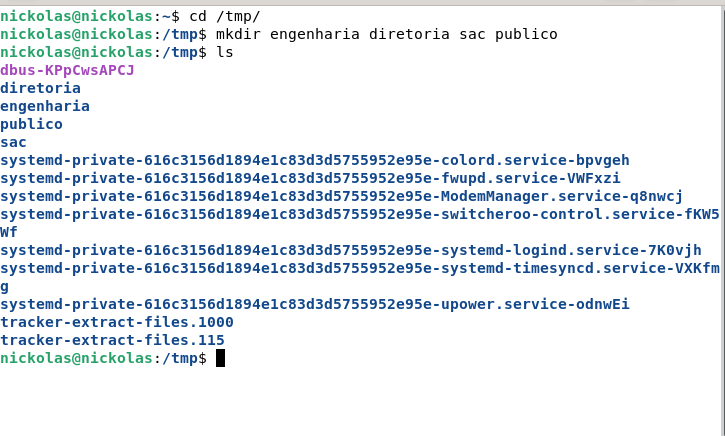 nickolas@nickolas:~$ cd /tmp/
nickolas@nickolas:/tmp$ mkdir engenharia diretoria sac publico
nickolas@nickolas:/tmp$ ls
dbus-KPpCwsAPCJ
diretoria
engenharia
publico
sac
systemd-private-616c3156d1894e1c83d3d5755952e95e-colord.service-bpvgeh
systemd-private-616c3156d1894e1c83d3d5755952e95e-fwupd.service-VWFxzi
systemd-private-616c3156d1894e1c83d3d5755952e95e-ModemManager.service-q8nwcj
systemd-private-616c3156d1894e1c83d3d5755952e95e-switcheroo-control.service-fKW5
Wf
systemd-private-616c3156d1894e1c83d3d5755952e95e-systemd-logind.service-7K0vjh
systemd-private-616c3156d1894e1c83d3d5755952e95e-systemd-timesyncd.service-VXKfm
g
systemd-private-616c3156d1894e1c83d3d5755952e95e-upower.service-odnwEi
tracker-extract-files.1000
tracker-extract-files.115
nickolas@nickolas:/tmp$